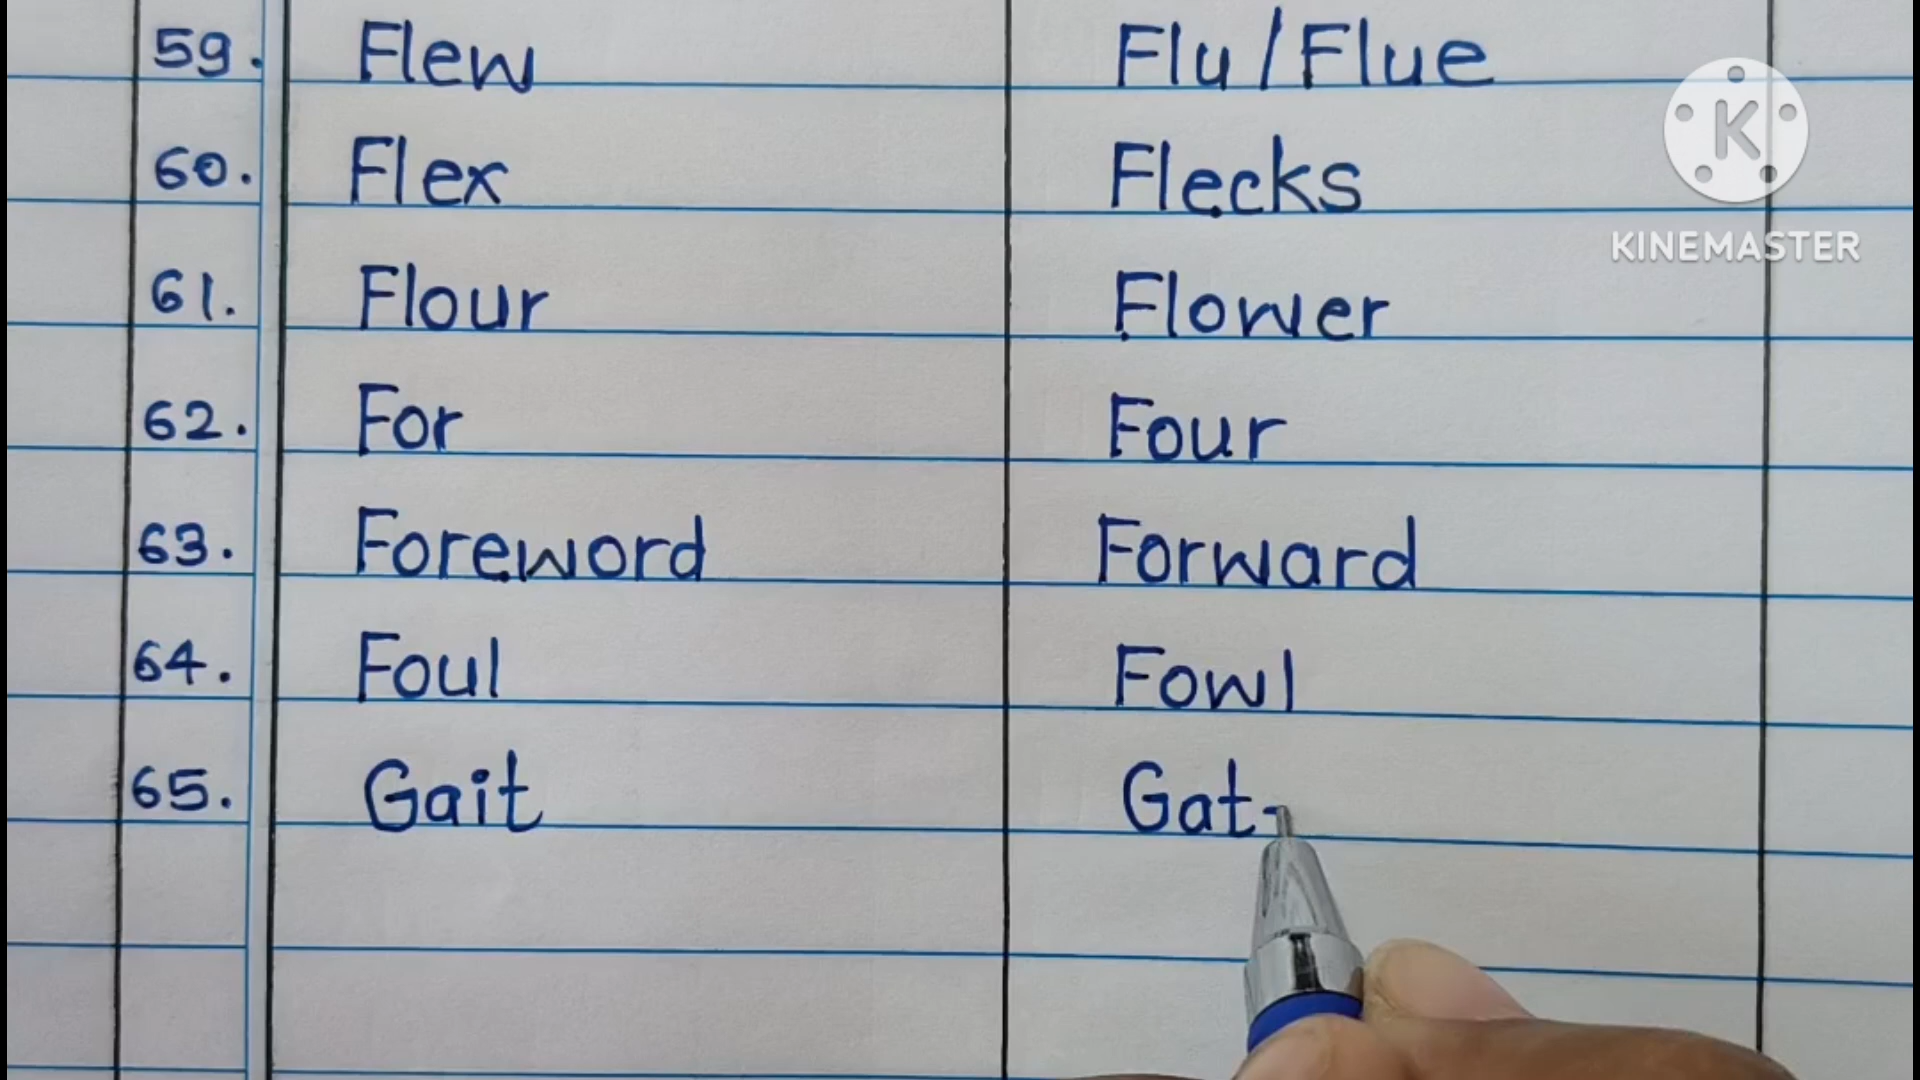 59. Flew Flu/Flue
60. Flex Flecks
KINEMASTER
61. Flour Flower
62. For Four
63. Foreword Forward
64. Foul Fowl
65. Gait Gat